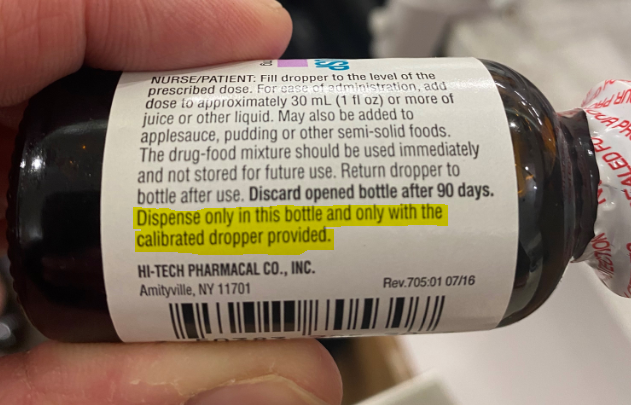 NURSE/PATIENT: Fill dropper to the level of the
prescribed dose. For ease of administration, add
dose to approximately 30 mL (1 fl oz) or more of
juice or other liquid. May also be added to
applesauce, pudding or other semi-solid foods.
The drug-food mixture should be used immediately
and not stored for future use. Return dropper to
bottle after use. Discard opened bottle after 90 days.
Dispense only in this bottle and only with the
calibrated dropper provided.
HI-TECH PHARMACAL CO., INC.
Amityville, NY 11701
Rev.705:01 07/16